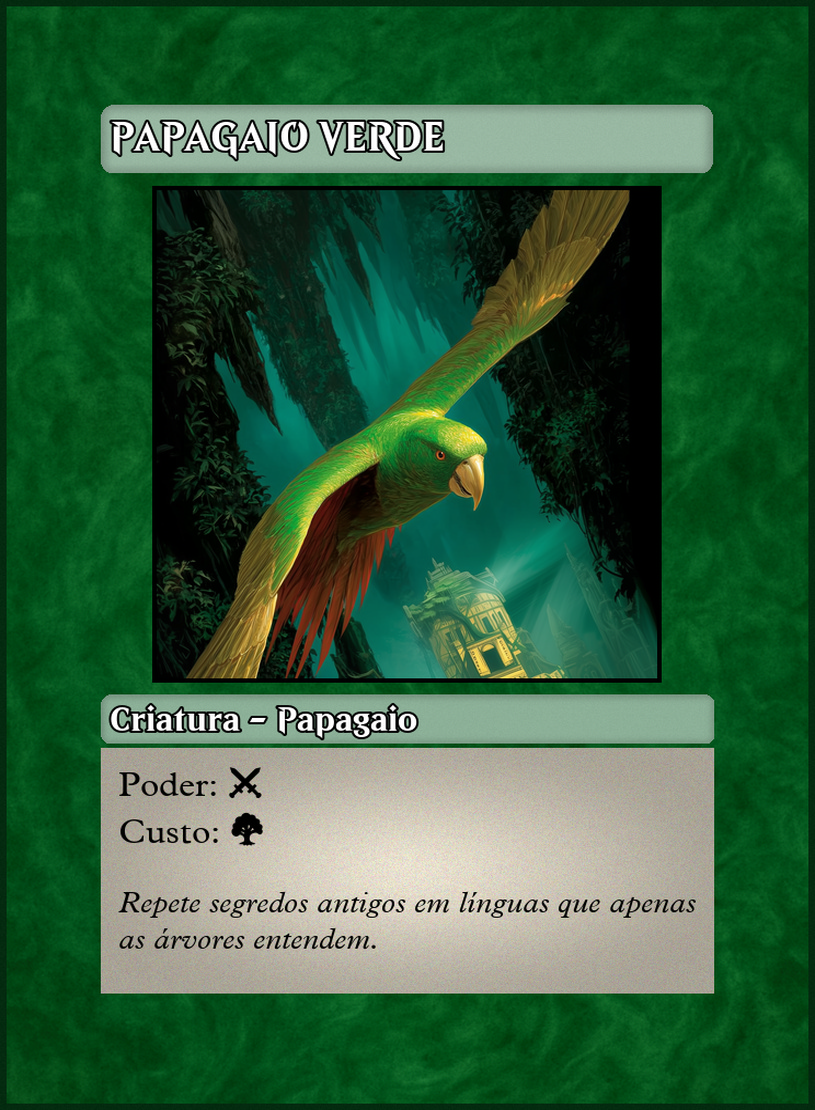 PAPAGAIO VERDE
Criatura – Papagaio
Poder: ⚔
Custo: 🌳
Repete segredos antigos em línguas que apenas
as árvores entendem.